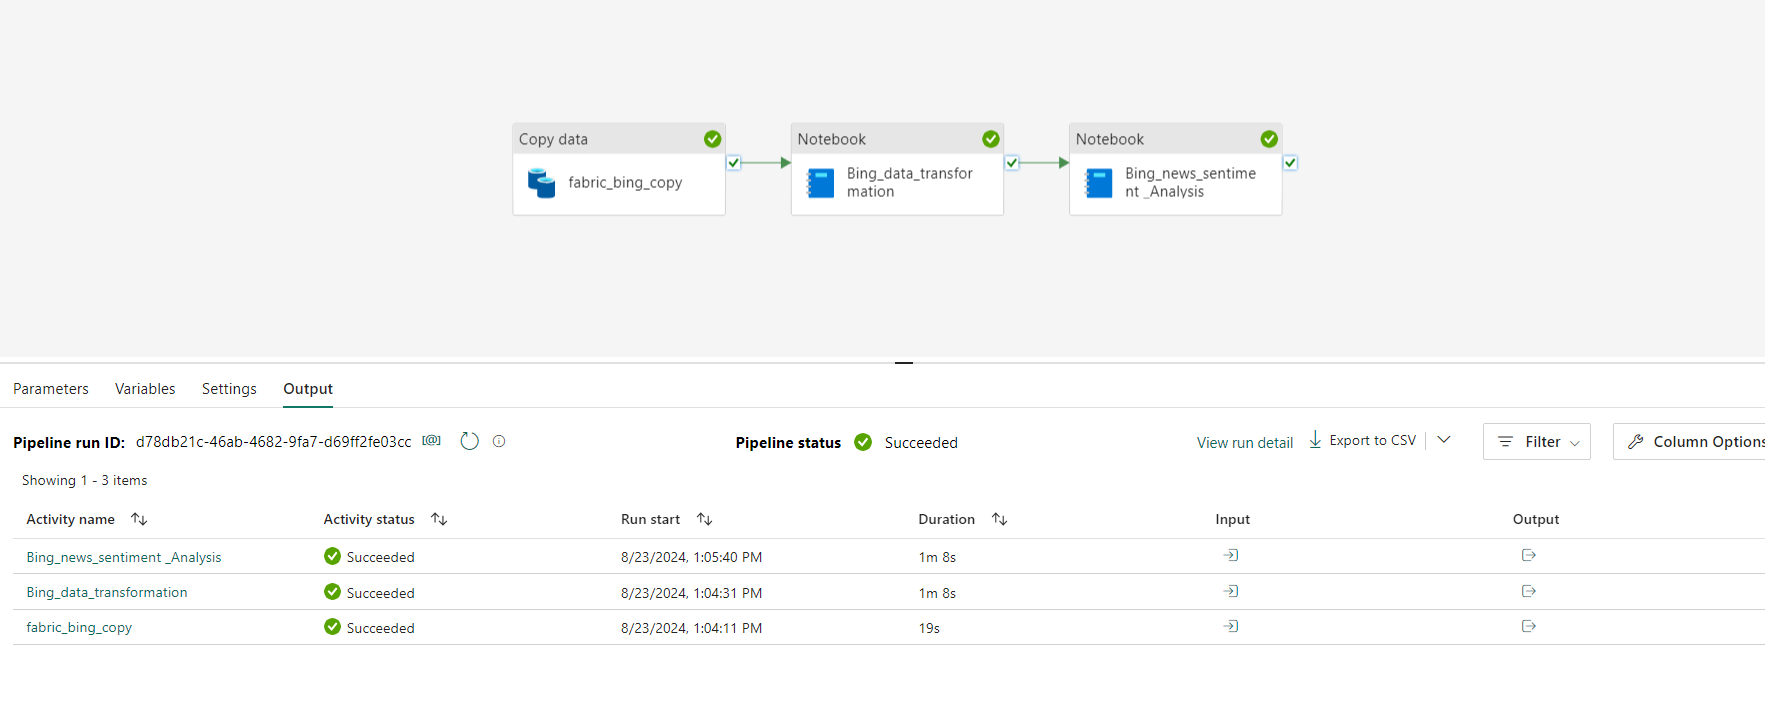 Copy data
fabric_bing_copy
Notebook
Bing_data_transfor
mation
Notebook
Bing_news_sentime
nt _Analysis
Parameters Variables Settings Output
Pipeline run ID: d78db21c-46ab-4682-9fa7-d69ff2fe03cc Pipeline status Succeeded View run detail Export to CSV Filter Column Options
Showing 1 - 3 items
Activity name Activity status Run start Duration Input Output
Bing_news_sentiment _Analysis Succeeded 8/23/2024, 1:05:40 PM 1m 8s
Bing_data_transformation Succeeded 8/23/2024, 1:04:31 PM 1m 8s
fabric_bing_copy Succeeded 8/23/2024, 1:04:11 PM 19s